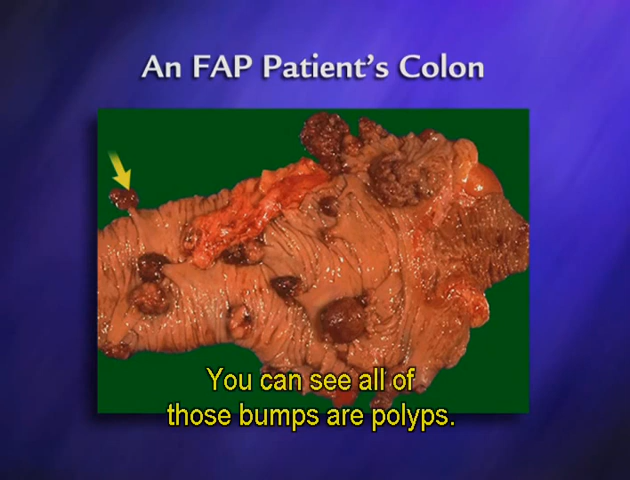 An FAP Patient's Colon
You can see all of
those bumps are polyps.